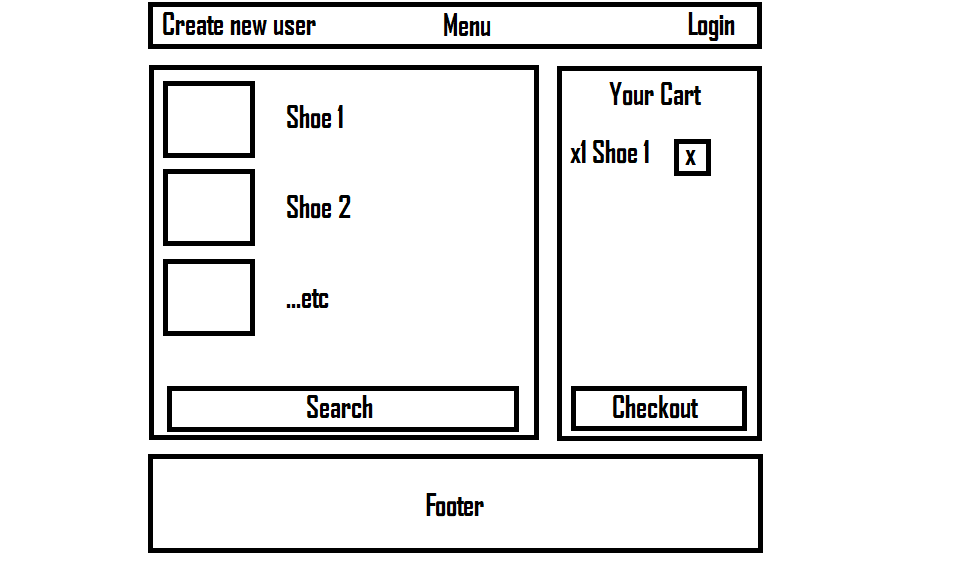 Create new user Menu Login
Shoe 1
Shoe 2
...etc
Search
Your Cart
x1 Shoe 1 x
Checkout
Footer